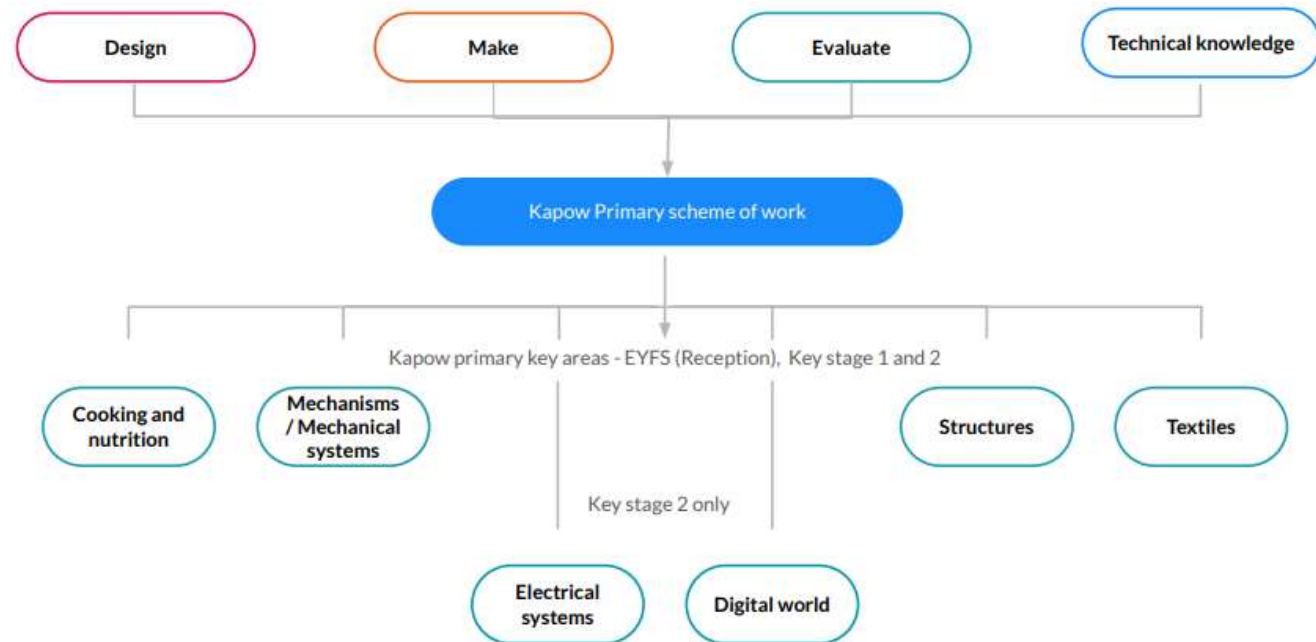 Design
Make
Evaluate
Technical knowledge
Kapow Primary scheme of work
Kapow primary key areas - EYFS (Reception), Key stage 1 and 2
Cooking and
nutrition
Mechanisms
/ Mechanical
systems
Structures
Textiles
Key stage 2 only
Electrical
systems
Digital world